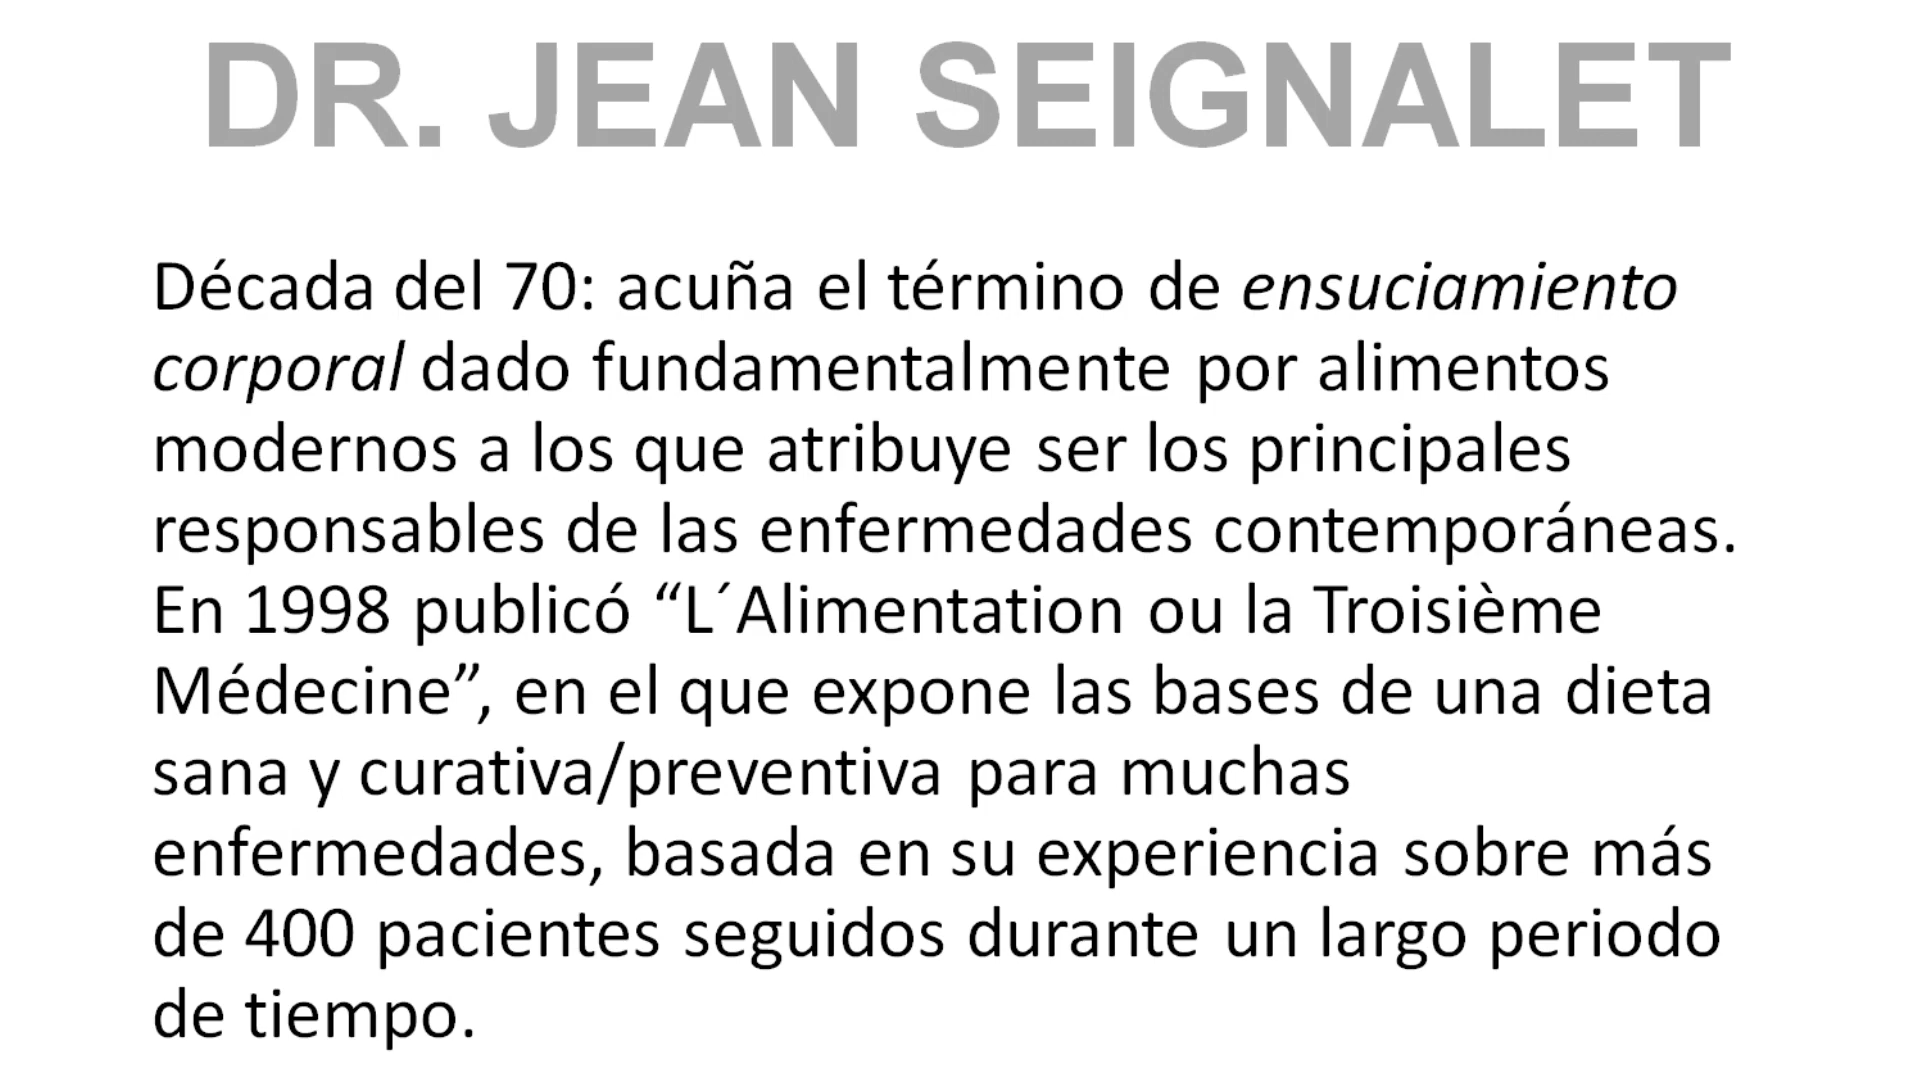 DR. JEAN SEIGNALET
Década del 70: acuña el término de ensuciamiento
corporal dado fundamentalmente por alimentos
modernos a los que atribuye ser los principales
responsables de las enfermedades contemporáneas.
En 1998 publicó “L´Alimentation ou la Troisième
Médecine”, en el que expone las bases de una dieta
sana y curativa/preventiva para muchas
enfermedades, basada en su experiencia sobre más
de 400 pacientes seguidos durante un largo periodo
de tiempo.